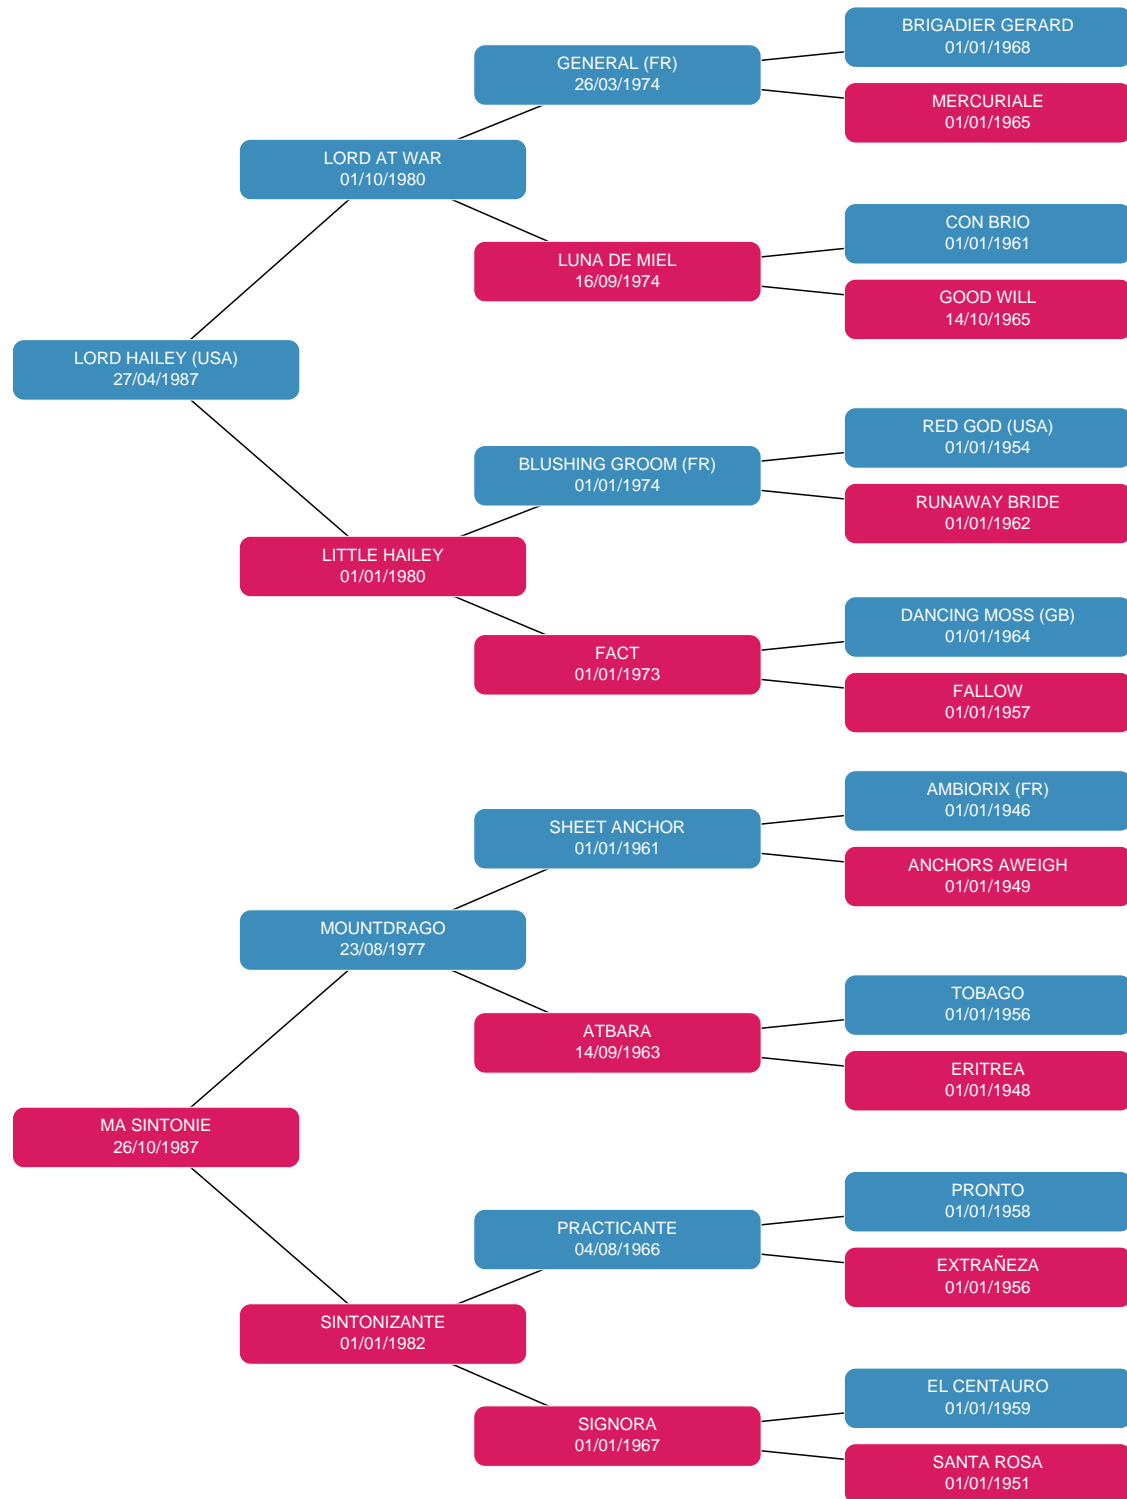 BRIGADIER GERARD
01/01/1968
GENERAL (FR)
26/03/1974
MERCURIALE
01/01/1965
LORD AT WAR
01/10/1980
CON BRIO
01/01/1961
LUNA DE MIEL
16/09/1974
GOOD WILL
14/10/1965
LORD HAILEY (USA)
27/04/1987
RED GOD (USA)
01/01/1954
BLUSHING GROOM (FR)
01/01/1974
RUNAWAY BRIDE
01/01/1962
LITTLE HAILEY
01/01/1980
DANCING MOSS (GB)
01/01/1964
FACT
01/01/1973
FALLOW
01/01/1957
AMBIORIX (FR)
01/01/1946
SHEET ANCHOR
01/01/1961
ANCHORS AWEIGH
01/01/1949
MOUNTDRAGO
23/08/1977
TOBAGO
01/01/1956
ATBARA
14/09/1963
ERITREA
01/01/1948
MA SINTONIE
26/10/1987
PRONTO
01/01/1958
PRACTICANTE
04/08/1966
EXTRAÑEZA
01/01/1956
SINTONIZANTE
01/01/1982
EL CENTAURO
01/01/1959
SIGNORA
01/01/1967
SANTA ROSA
01/01/1951